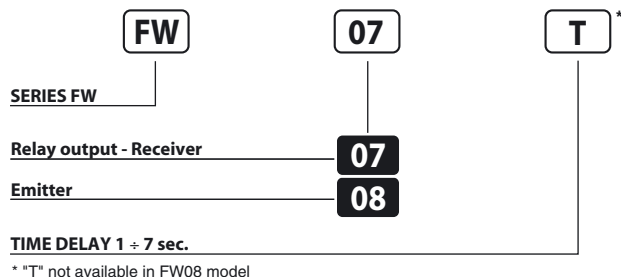 FW 07 T *
SERIES FW
Relay output - Receiver 07
Emitter 08
TIME DELAY 1 ÷ 7 sec.
* "T" not available in FW08 model